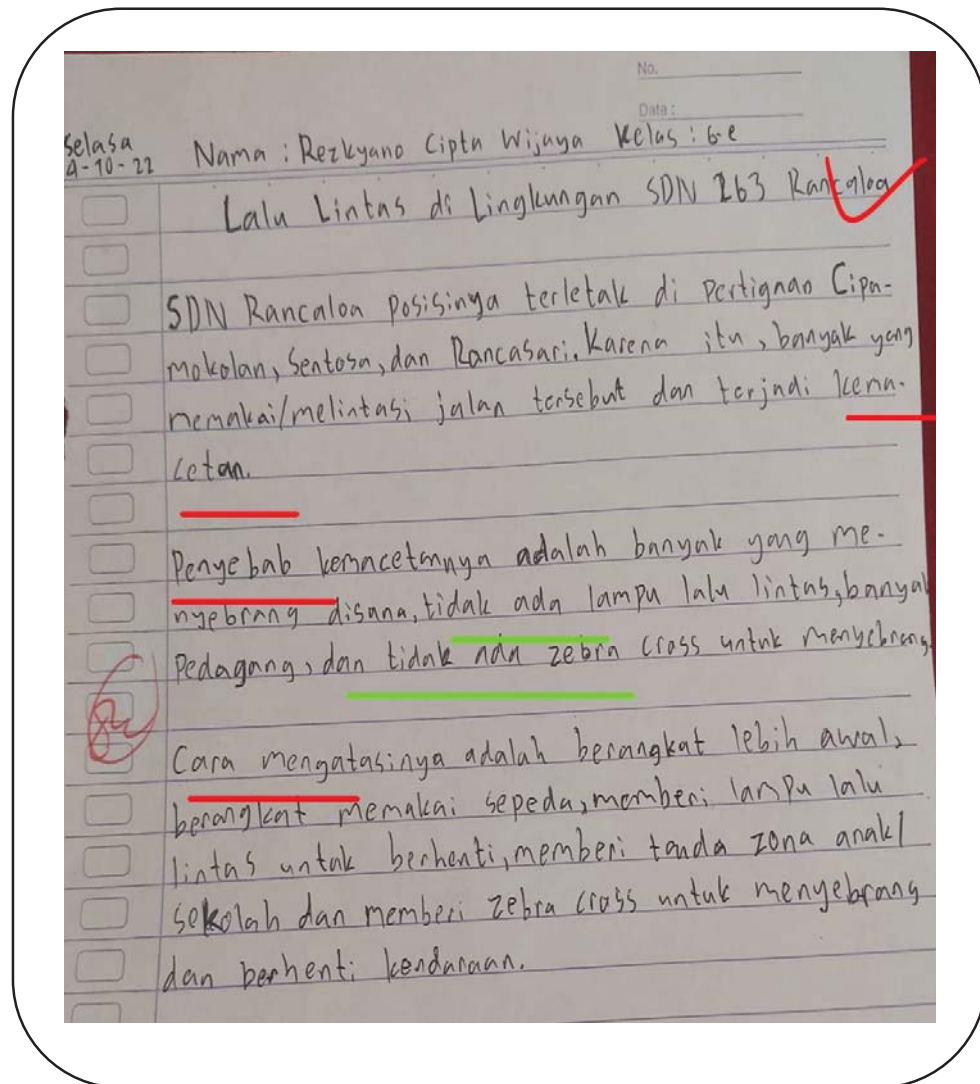 No.
Date :
Selasa
4-10-22
Nama : Rezkyano Cipta Wijaya Kelas : 6-e
Lalu Lintas di Lingkungan SDN 263 Rancaloa
SDN Rancaloa posisinya terletak di Pertignao Cipa-
mokolan, Sentosa, dan Rancasari. Karena itu, banyak yang
memakai/melintasi jalan tersebut dan terjadi kema-
cetan.
Penyebab kemacetannya adalah banyak yang me-
nyebrang disana, tidak ada lampu lalu lintas, banyak
Pedagang, dan tidak ada zebra cross untuk menyebrang.
Cara mengatasinya adalah berangkat lebih awal,
berangkat memakai sepeda, memberi lampu lalu
lintas untuk berhenti, memberi tanda zona anak/
sekolah dan memberi zebra cross untuk menyebrang
dan berhenti kendaraan.